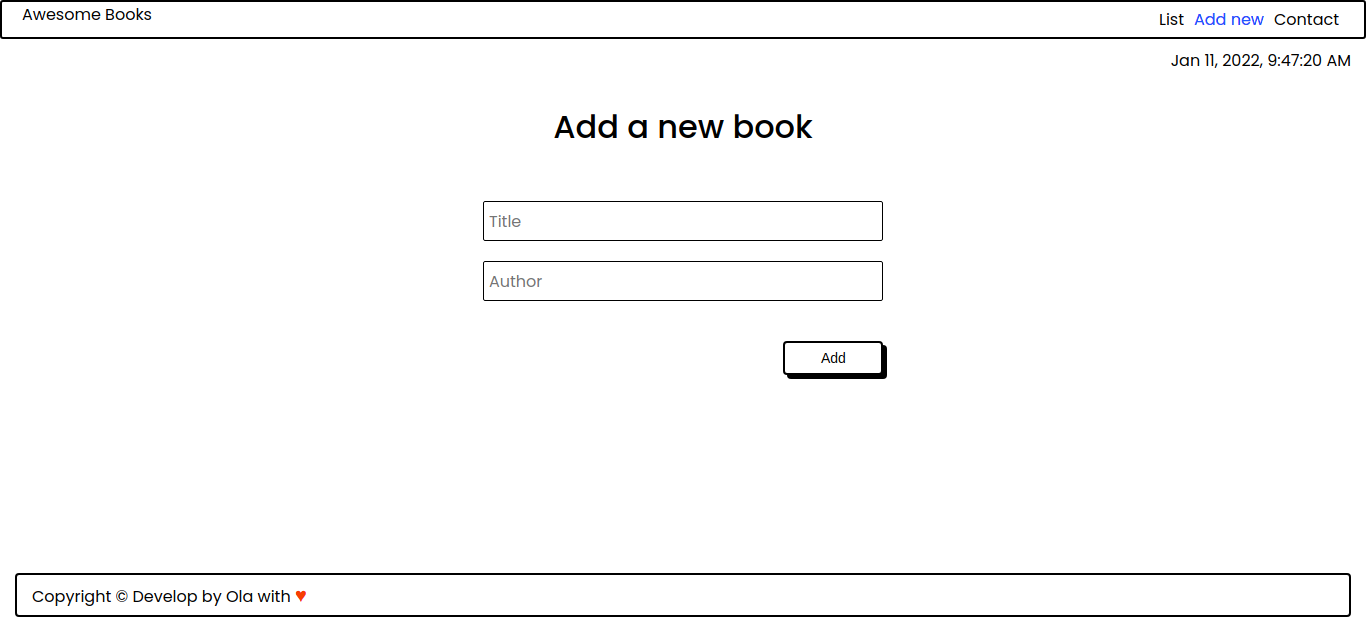 Awesome Books
List Add new Contact
Jan 11, 2022, 9:47:20 AM
Add a new book
Title
Author
Add
Copyright © Develop by Ola with ♥